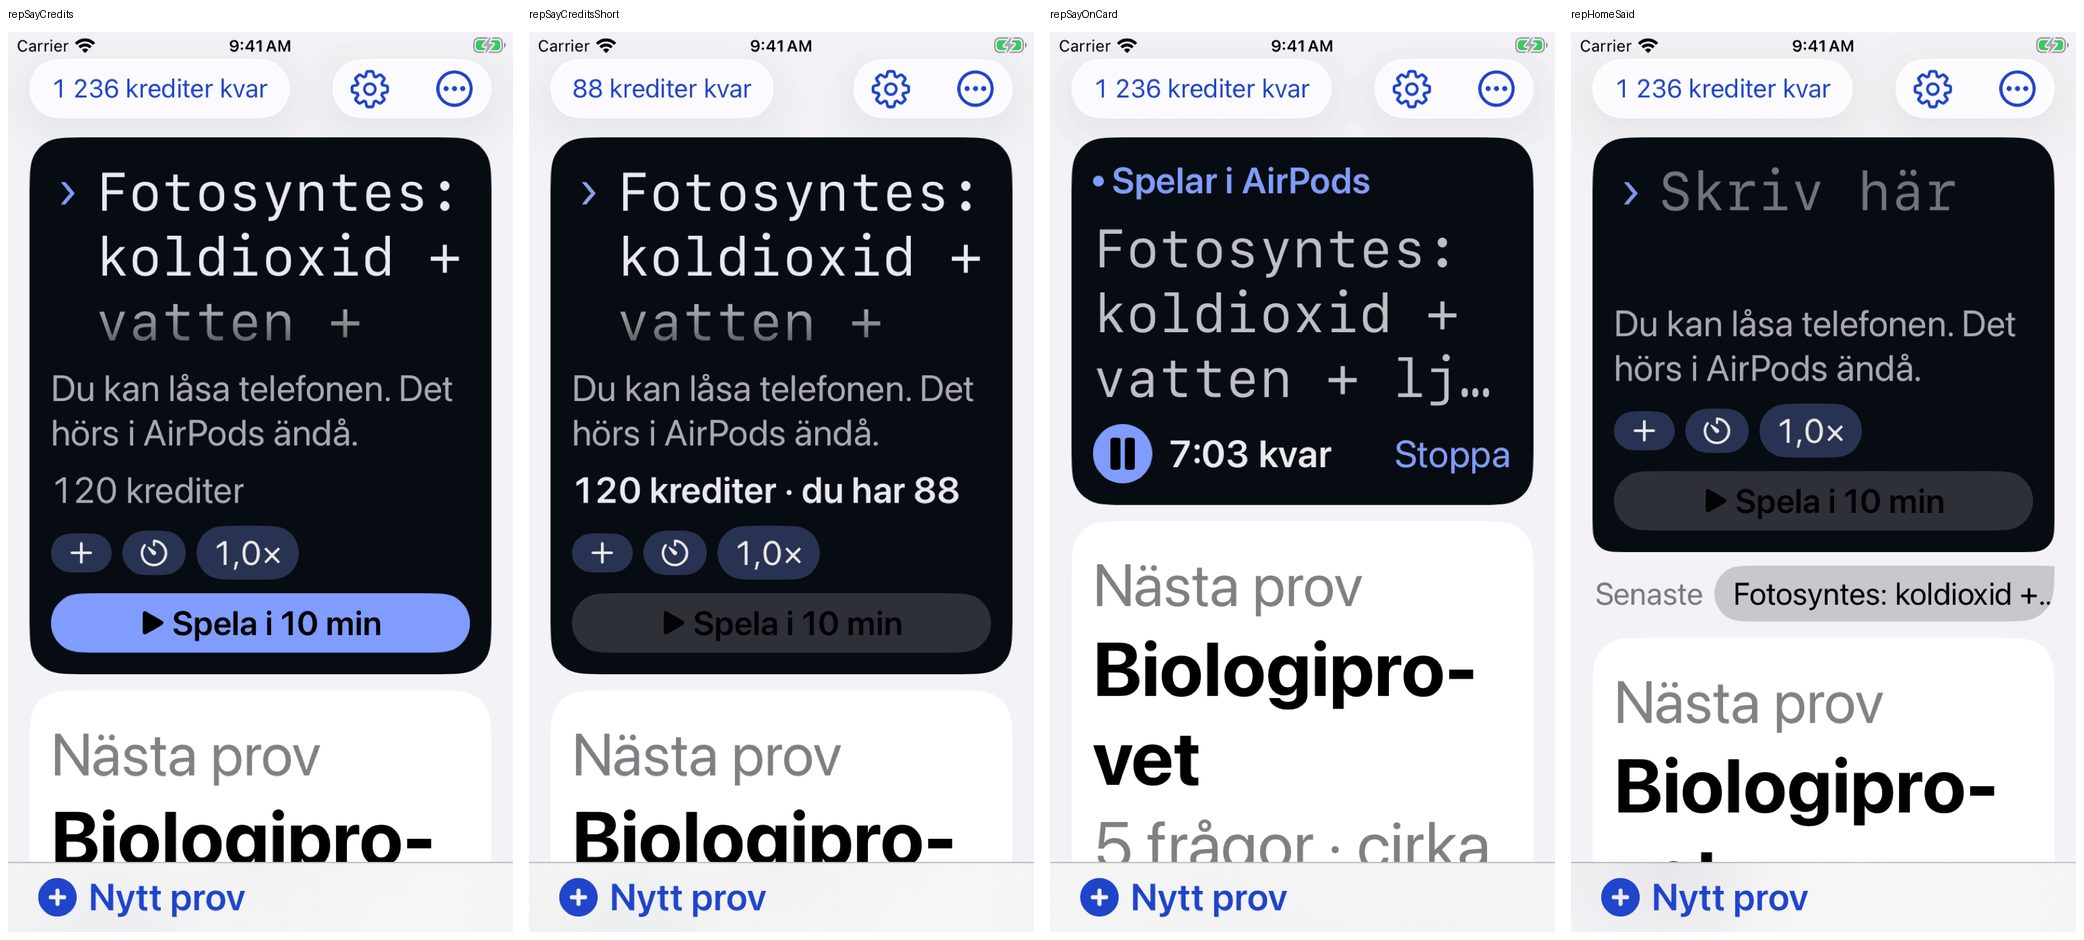 repSayCredits
Carrier 9:41 AM
1 236 krediter kvar
› Fotosyntes:
koldioxid +
vatten +
Du kan låsa telefonen. Det
hörs i AirPods ändå.
120 krediter
1,0×
Spela i 10 min
Nästa prov
Biologipro-
Nytt prov
repSayCreditsShort
Carrier 9:41 AM
88 krediter kvar
› Fotosyntes:
koldioxid +
vatten +
Du kan låsa telefonen. Det
hörs i AirPods ändå.
120 krediter · du har 88
1,0×
Spela i 10 min
Nästa prov
Biologipro-
Nytt prov
repSayOnCard
Carrier 9:41 AM
1 236 krediter kvar
• Spelar i AirPods
Fotosyntes:
koldioxid +
vatten + lj…
7:03 kvar Stoppa
Nästa prov
Biologipro-
vet
5 frågor · cirka
Nytt prov
repHomeSaid
Carrier 9:41 AM
1 236 krediter kvar
› Skriv här
Du kan låsa telefonen. Det
hörs i AirPods ändå.
1,0×
Spela i 10 min
Senaste Fotosyntes: koldioxid +..
Nästa prov
Biologipro-
Nytt prov